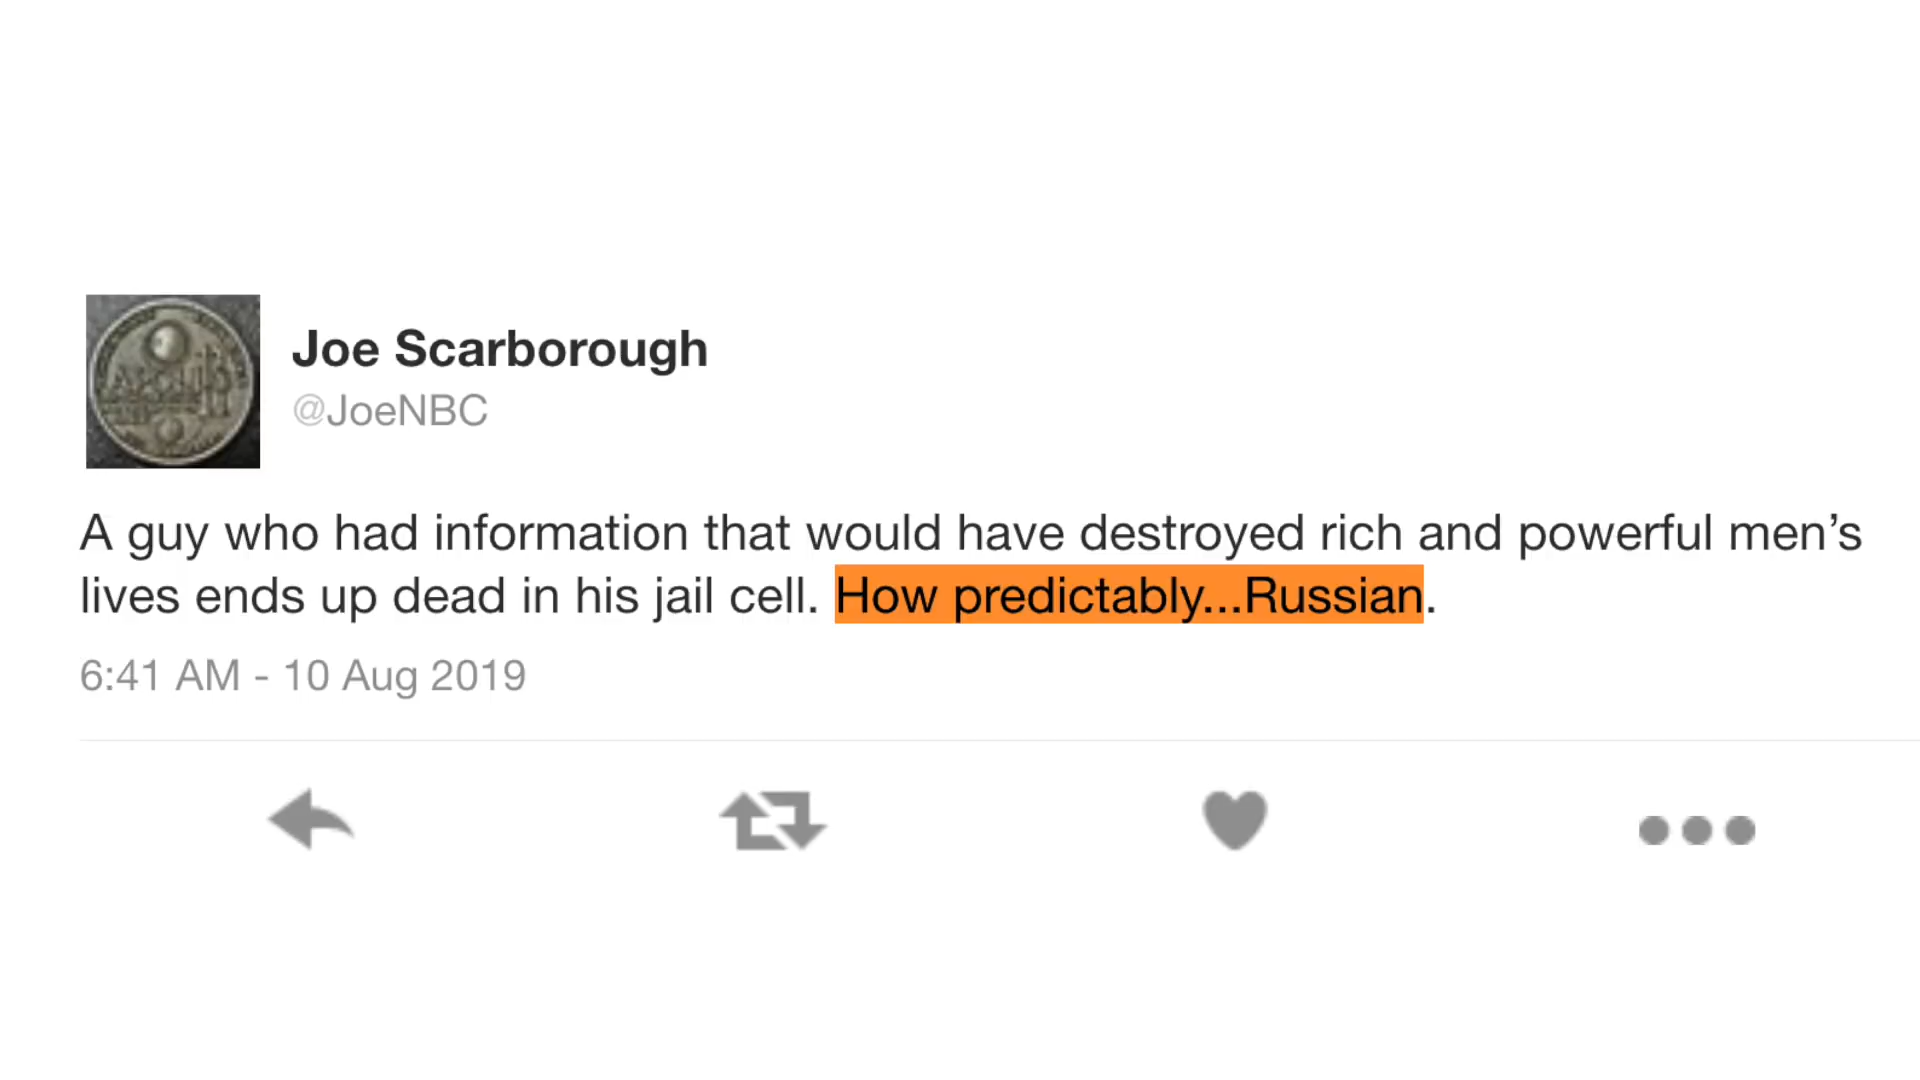 Joe Scarborough
@JoeNBC
A guy who had information that would have destroyed rich and powerful men’s
lives ends up dead in his jail cell. How predictably...Russian.
6:41 AM - 10 Aug 2019